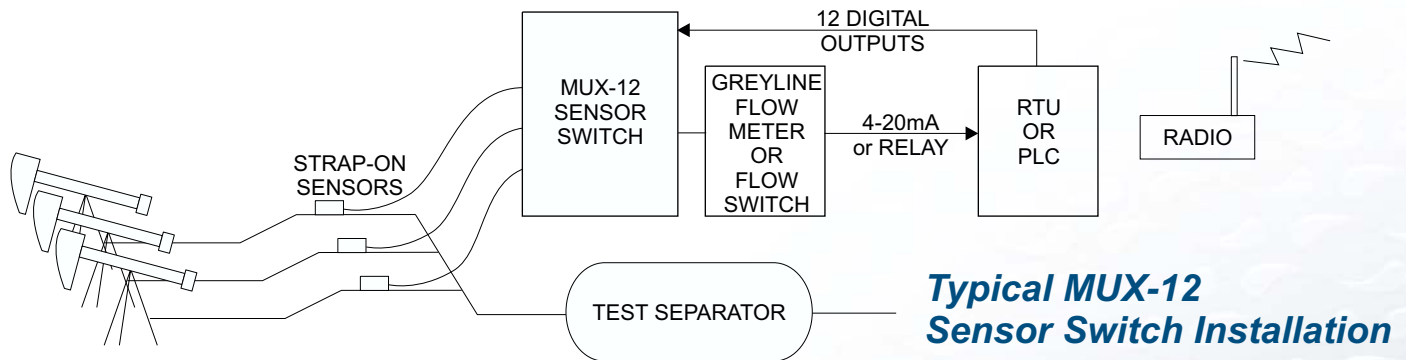 12 DIGITAL
OUTPUTS
MUX-12
SENSOR
SWITCH
GREYLINE
FLOW
METER
OR
FLOW
SWITCH
4-20mA
or RELAY
RTU
OR
PLC
RADIO
STRAP-ON
SENSORS
TEST SEPARATOR
Typical MUX-12
Sensor Switch Installation